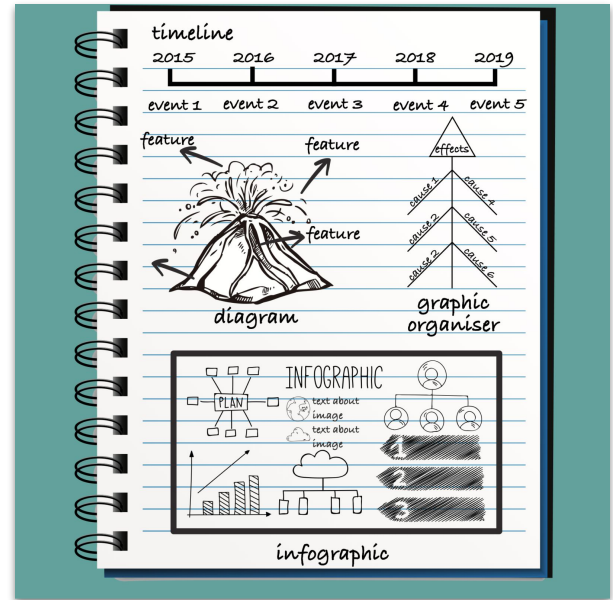 timeline
2015 2016 2017 2018 2019
event 1 event 2 event 3 event 4 event 5
feature
feature
feature
diagram
effects
cause 1
cause 4
cause 2
cause 5
cause 2
cause 6
graphic
organiser
INFOGRAPHIC
PLAN
text about
image
text about
image
1
2
3
infographic